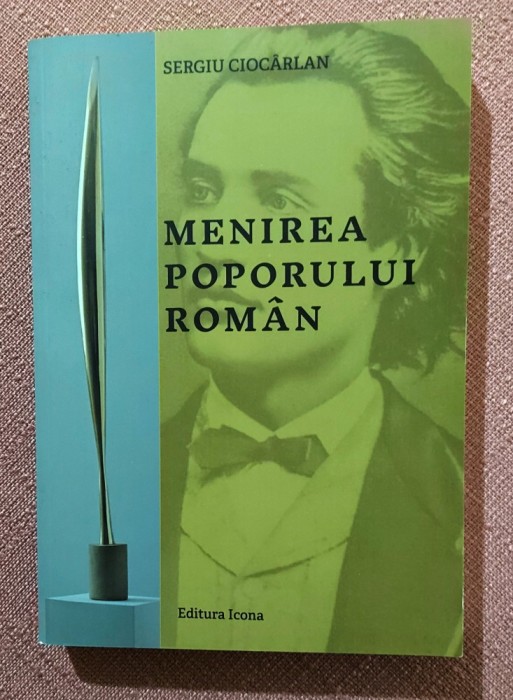 SERGIU CIOCÂRLAN
MENIREA
POPORULUI
ROMÂN
Editura Icona